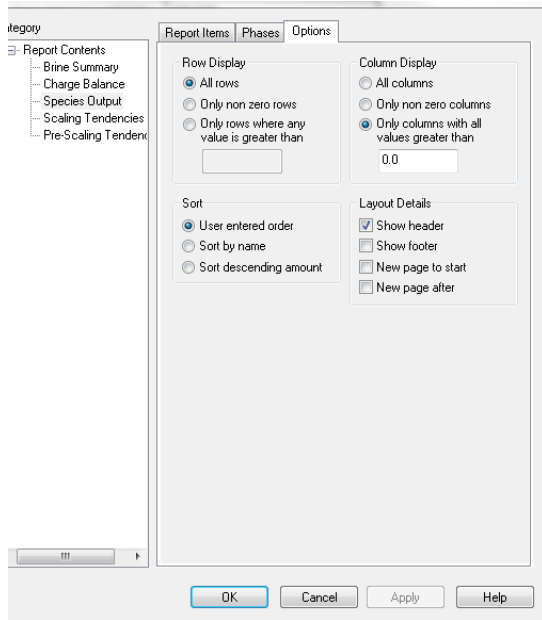 ategory
Report Contents
Brine Summary
Charge Balance
Species Output
Scaling Tendencies
Pre-Scaling Tendenc
Report Items
Phases
Options
Row Display
All rows
Only non zero rows
Only rows where any
value is greater than
Column Display
All columns
Only non zero columns
Only columns with all
values greater than
0.0
Sort
User entered order
Sort by name
Sort descending amount
Layout Details
Show header
Show footer
New page to start
New page after
OK
Cancel
Apply
Help